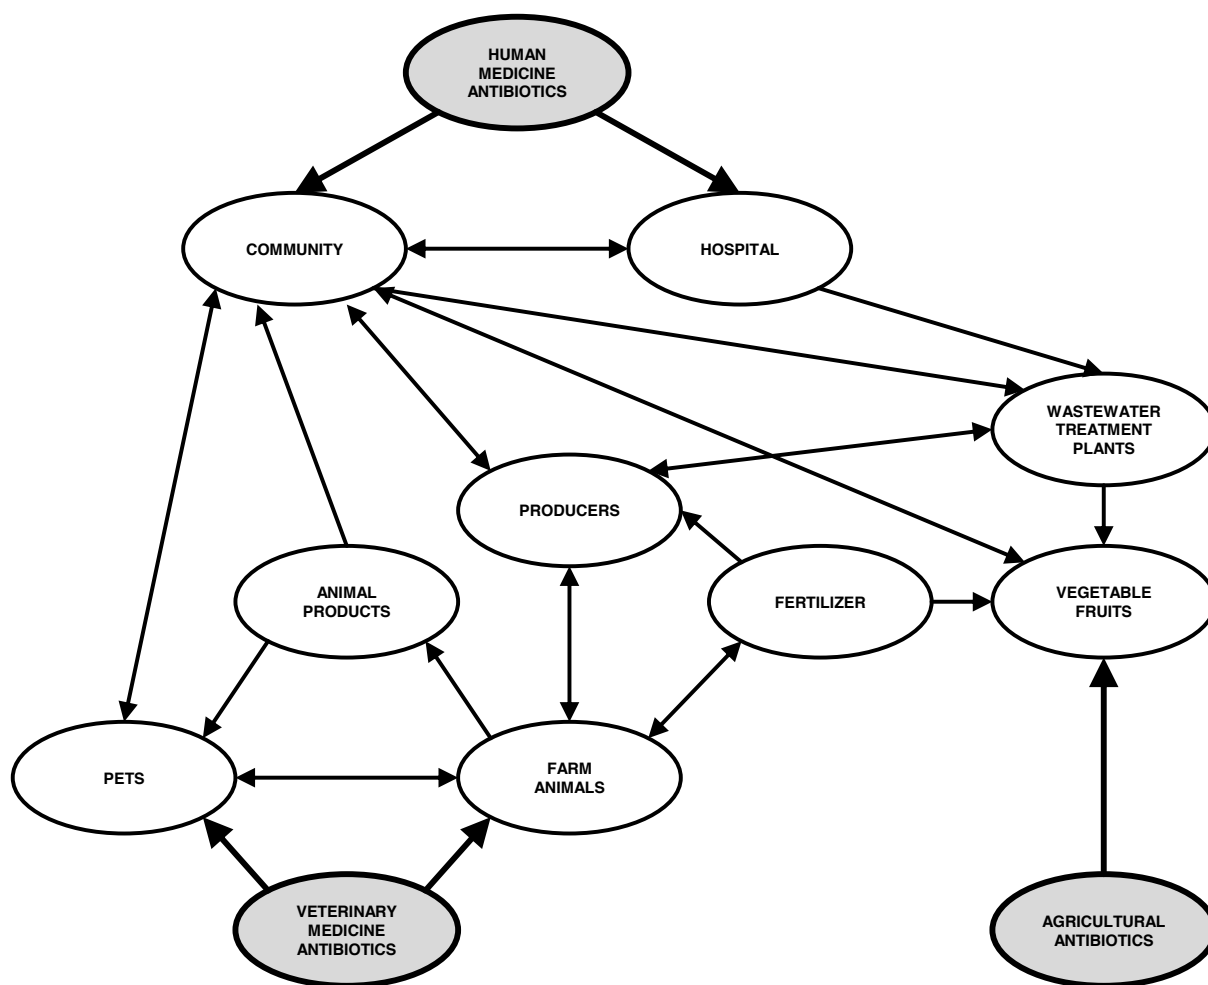 HUMAN
MEDICINE
ANTIBIOTICS
COMMUNITY
HOSPITAL
WASTEWATER
TREATMENT
PLANTS
PRODUCERS
ANIMAL
PRODUCTS
FERTILIZER
VEGETABLE
FRUITS
PETS
FARM
ANIMALS
VETERINARY
MEDICINE
ANTIBIOTICS
AGRICULTURAL
ANTIBIOTICS